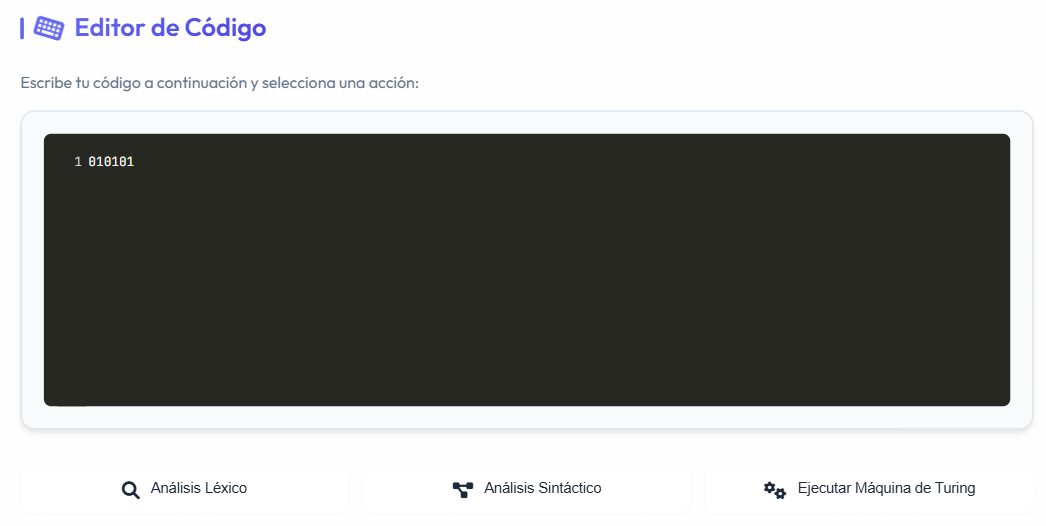 Editor de Código
Escribe tu código a continuación y selecciona una acción:
1 010101
Análisis Léxico
Análisis Sintáctico
Ejecutar Máquina de Turing